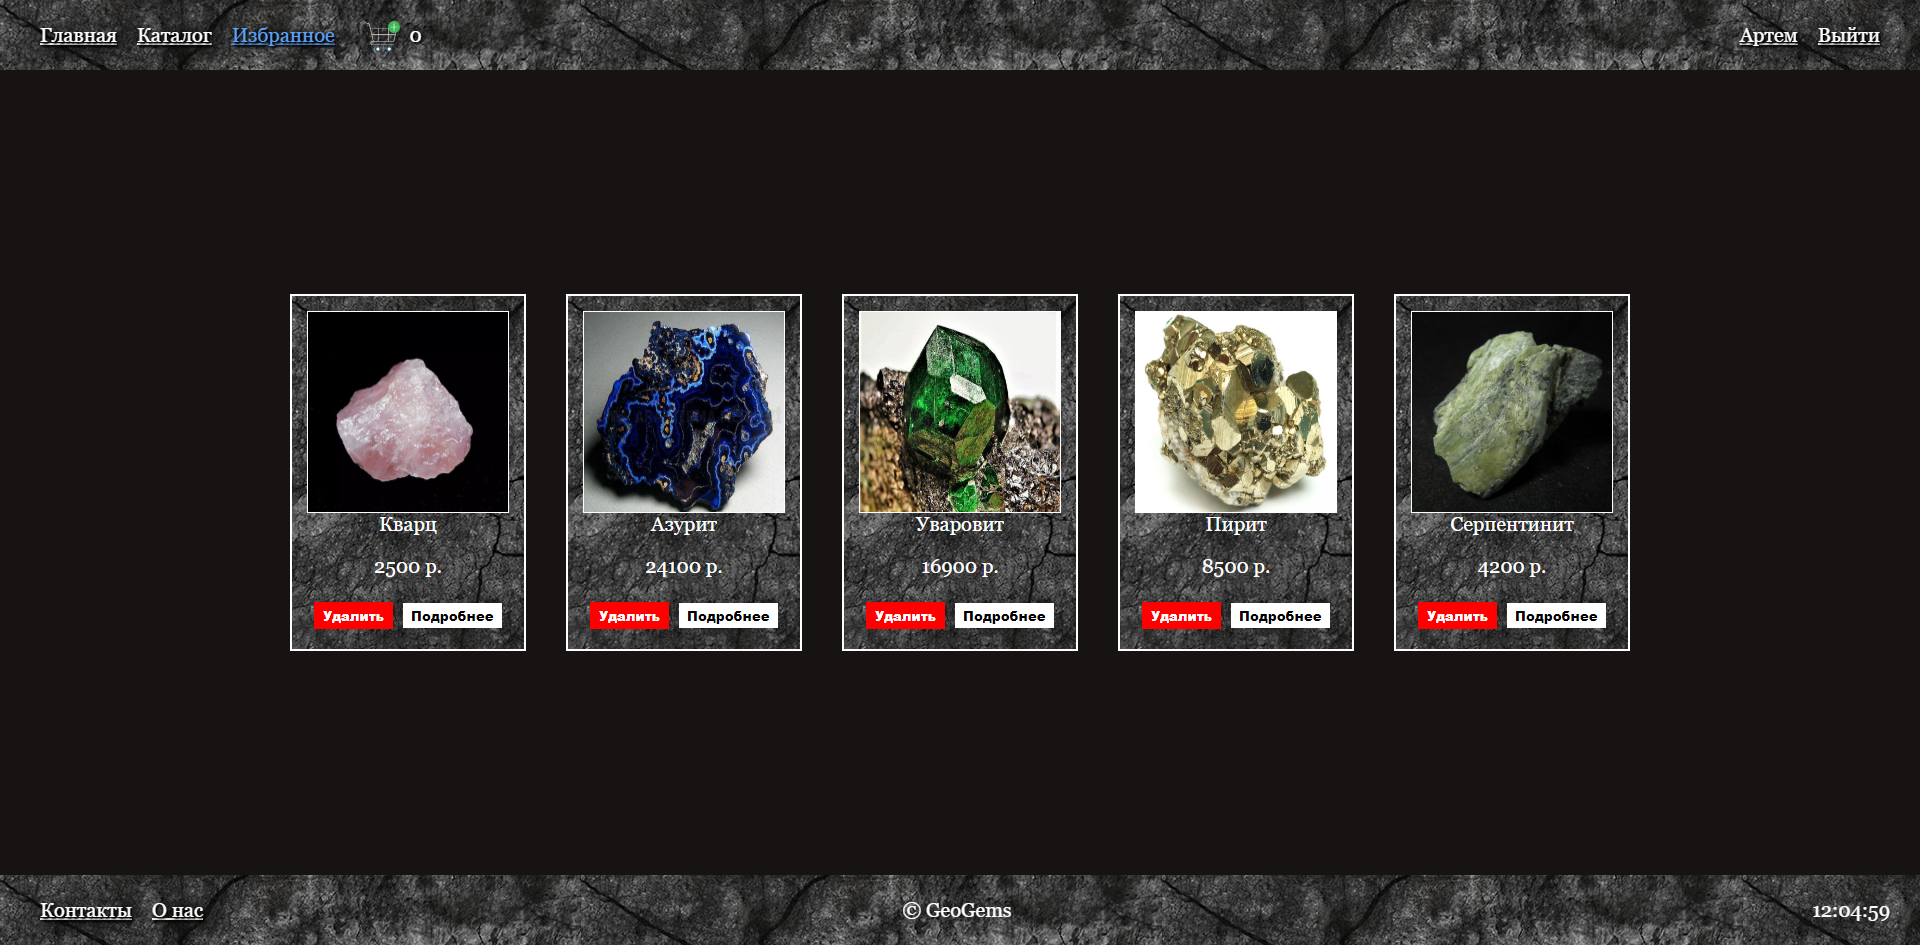 Главная Каталог Избранное 0 Артем Выйти
Кварц
2500 р.
Удалить Подробнее
Азурит
24100 р.
Удалить Подробнее
Уваровит
16900 р.
Удалить Подробнее
Пирит
8500 р.
Удалить Подробнее
Серпентинит
4200 р.
Удалить Подробнее
Контакты О нас © GeoGems 12:04:59